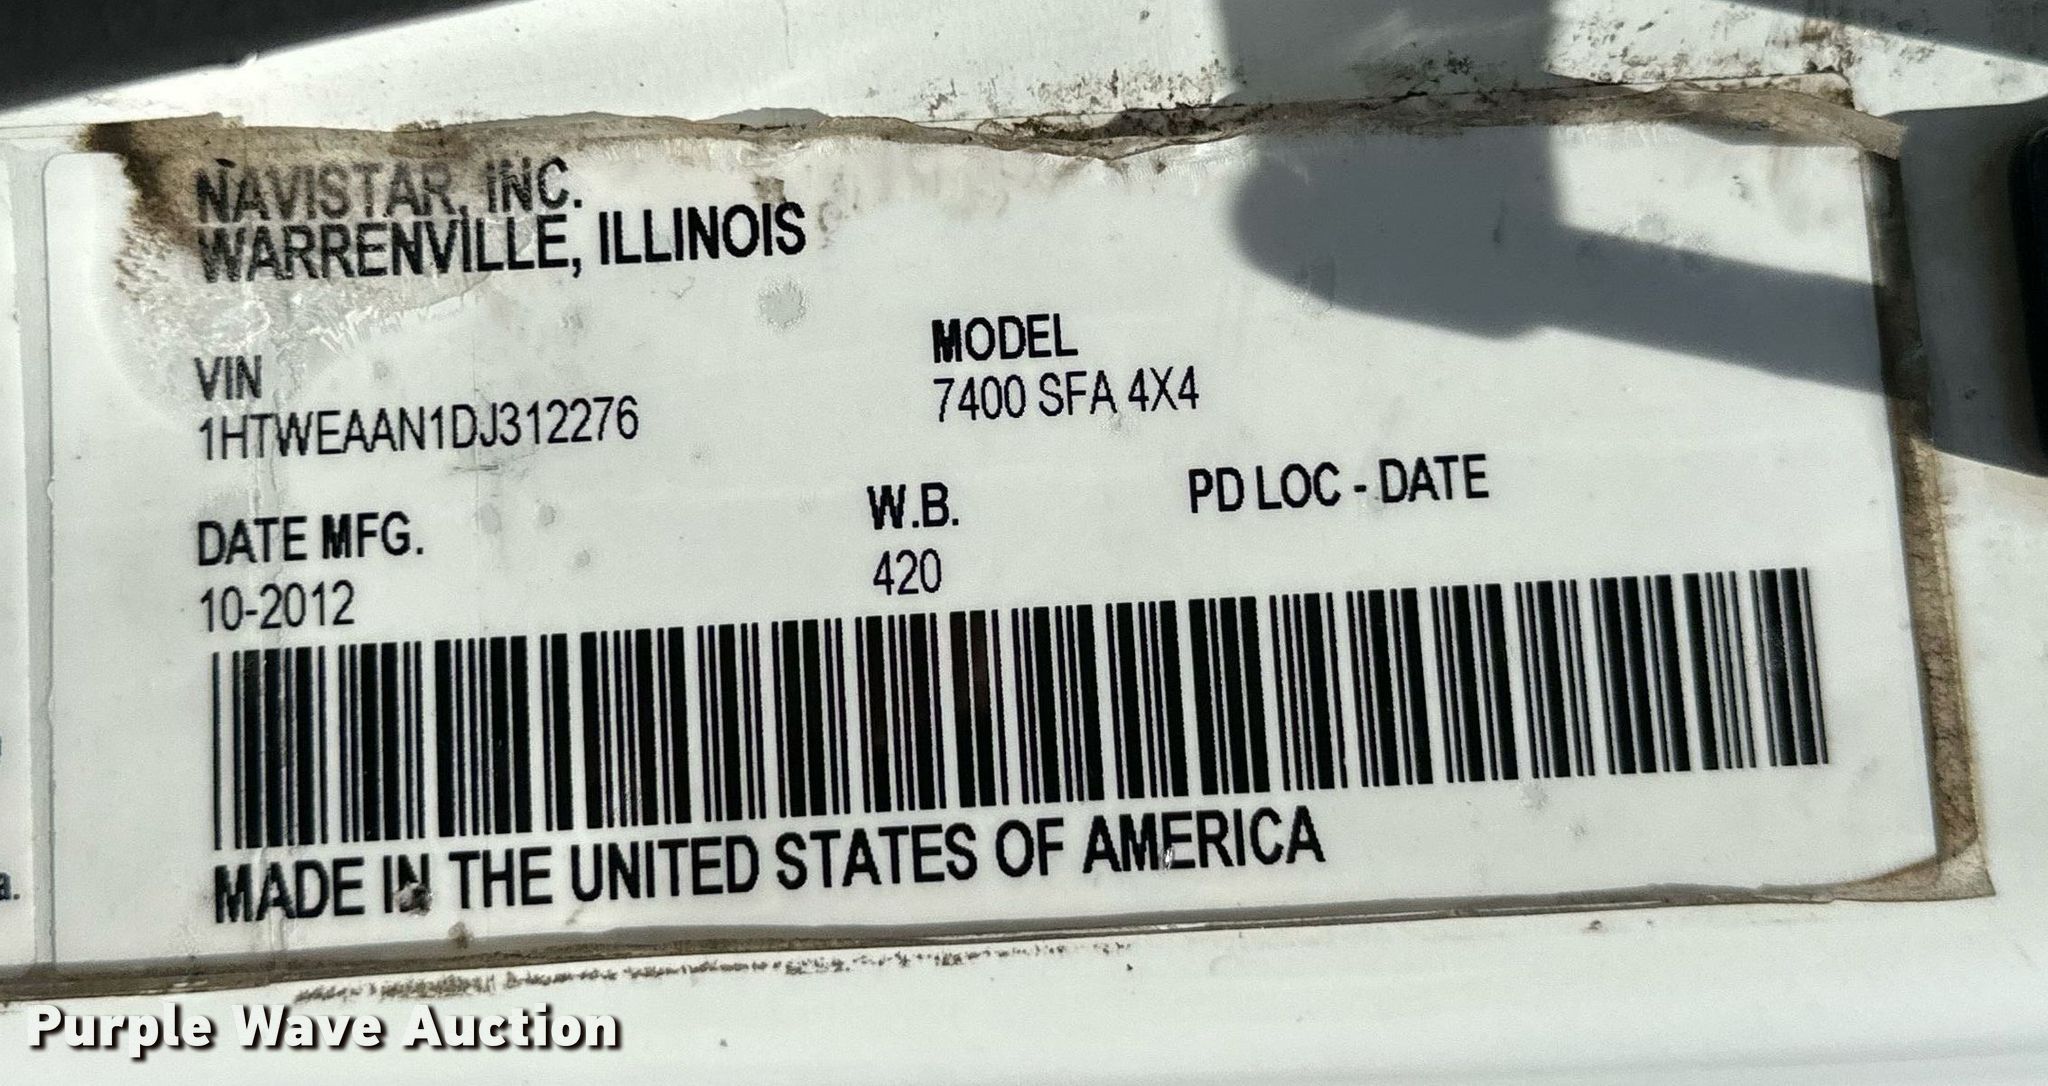 NAVISTAR, INC.
WARRENVILLE, ILLINOIS
VIN
1HTWEAAN1DJ312276
MODEL
7400 SFA 4X4
DATE MFG.
10-2012
W.B.
420
PD LOC - DATE
MADE IN THE UNITED STATES OF AMERICA
a.
Purple Wave Auction